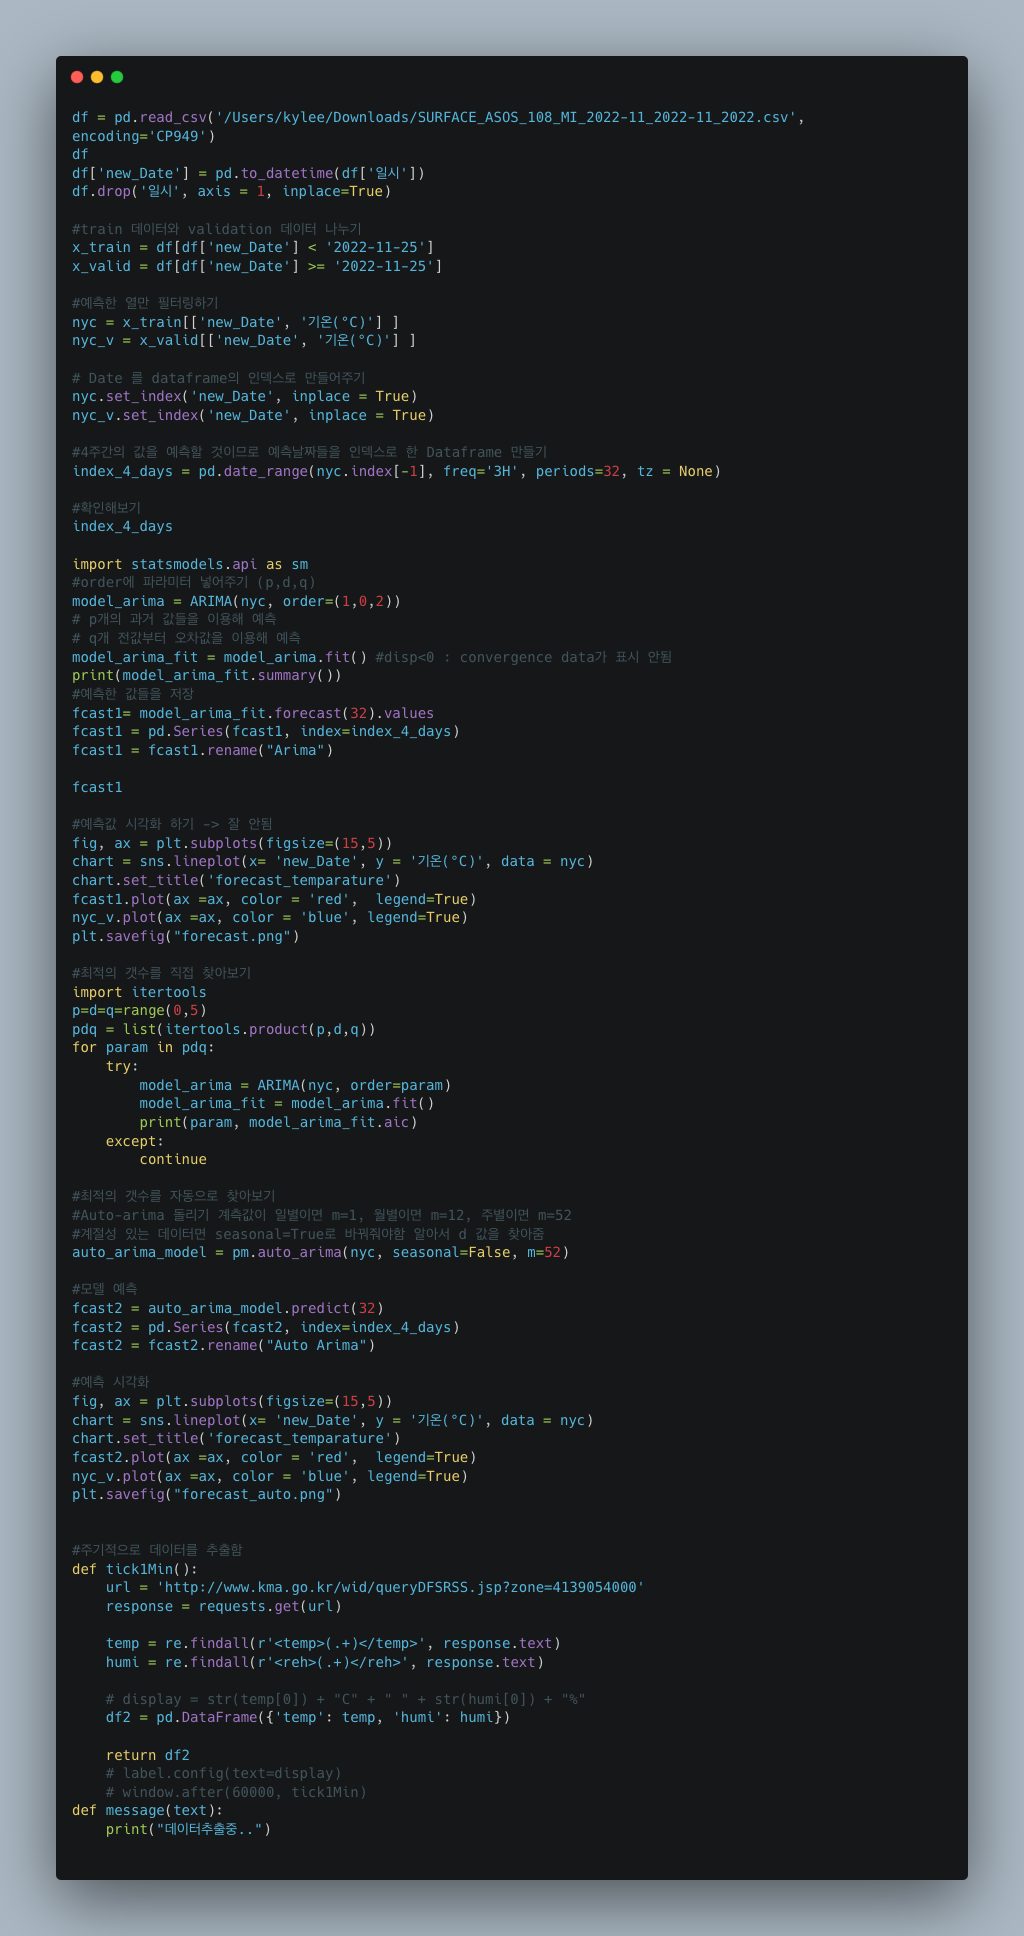 df = pd.read_csv('/Users/kylee/Downloads/SURFACE_ASOS_108_MI_2022-11_2022-11_2022.csv',
encoding='CP949')
df
df['new_Date'] = pd.to_datetime(df['일시'])
df.drop('일시', axis = 1, inplace=True)

#train 데이터와 validation 데이터 나누기
x_train = df[df['new_Date'] < '2022-11-25']
x_valid = df[df['new_Date'] >= '2022-11-25']

#예측한 열만 필터링하기
nyc = x_train[['new_Date', '기온(°C)'] ]
nyc_v = x_valid[['new_Date', '기온(°C)'] ]

# Date 를 dataframe의 인덱스로 만들어주기
nyc.set_index('new_Date', inplace = True)
nyc_v.set_index('new_Date', inplace = True)

#4주간의 값을 예측할 것이므로 예측날짜들을 인덱스로 한 Dataframe 만들기
index_4_days = pd.date_range(nyc.index[-1], freq='3H', periods=32, tz = None)

#확인해보기
index_4_days

import statsmodels.api as sm
#order에 파라미터 넣어주기 (p,d,q)
model_arima = ARIMA(nyc, order=(1,0,2))
# p개의 과거 값들을 이용해 예측
# q개 전값부터 오차값을 이용해 예측
model_arima_fit = model_arima.fit() #disp<0 : convergence data가 표시 안됨
print(model_arima_fit.summary())
#예측한 값들을 저장
fcast1= model_arima_fit.forecast(32).values
fcast1 = pd.Series(fcast1, index=index_4_days)
fcast1 = fcast1.rename("Arima")

fcast1

#예측값 시각화 하기 -> 잘 안됨
fig, ax = plt.subplots(figsize=(15,5))
chart = sns.lineplot(x= 'new_Date', y = '기온(°C)', data = nyc)
chart.set_title('forecast_temparature')
fcast1.plot(ax =ax, color = 'red',  legend=True)
nyc_v.plot(ax =ax, color = 'blue', legend=True)
plt.savefig("forecast.png")

#최적의 갯수를 직접 찾아보기
import itertools
p=d=q=range(0,5)
pdq = list(itertools.product(p,d,q))
for param in pdq:
    try:
        model_arima = ARIMA(nyc, order=param)
        model_arima_fit = model_arima.fit()
        print(param, model_arima_fit.aic)
    except:
        continue

#최적의 갯수를 자동으로 찾아보기
#Auto-arima 돌리기 계측값이 일별이면 m=1, 월별이면 m=12, 주별이면 m=52
#계절성 있는 데이터면 seasonal=True로 바꿔줘야함 알아서 d 값을 찾아줌
auto_arima_model = pm.auto_arima(nyc, seasonal=False, m=52)

#모델 예측
fcast2 = auto_arima_model.predict(32)
fcast2 = pd.Series(fcast2, index=index_4_days)
fcast2 = fcast2.rename("Auto Arima")

#예측 시각화
fig, ax = plt.subplots(figsize=(15,5))
chart = sns.lineplot(x= 'new_Date', y = '기온(°C)', data = nyc)
chart.set_title('forecast_temparature')
fcast2.plot(ax =ax, color = 'red',  legend=True)
nyc_v.plot(ax =ax, color = 'blue', legend=True)
plt.savefig("forecast_auto.png")


#주기적으로 데이터를 추출함
def tick1Min():
    url = 'http://www.kma.go.kr/wid/queryDFSRSS.jsp?zone=4139054000'
    response = requests.get(url)

    temp = re.findall(r'<temp>(.+)</temp>', response.text)
    humi = re.findall(r'<reh>(.+)</reh>', response.text)

    # display = str(temp[0]) + "C" + " " + str(humi[0]) + "%"
    df2 = pd.DataFrame({'temp': temp, 'humi': humi})

    return df2
    # label.config(text=display)
    # window.after(60000, tick1Min)
def message(text):
    print("데이터추출중..")